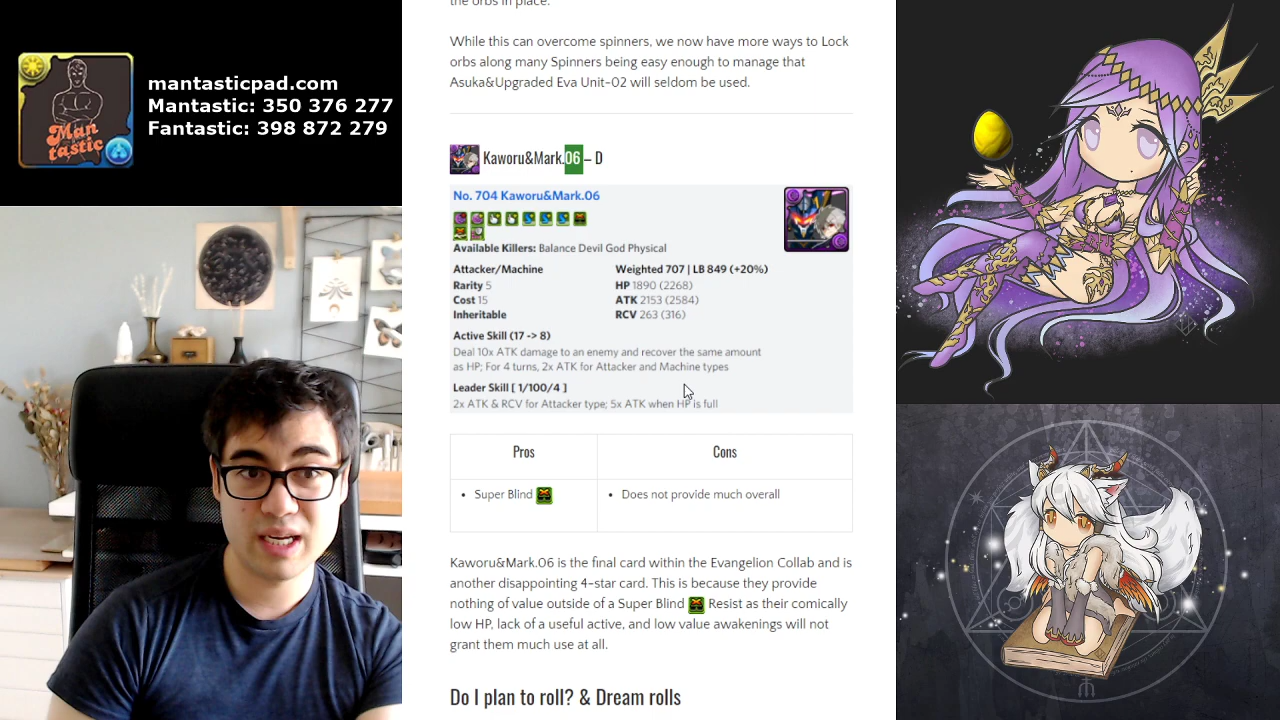 Man
tastic
mantasticpad.com
Mantastic: 350 376 277
Fantastic: 398 872 279
the orbs in place.
While this can overcome spinners, we now have more ways to Lock
orbs along many Spinners being easy enough to manage that
Asuka&Upgraded Eva Unit-02 will seldom be used.
Kaworu&Mark.06 – D
No. 704 Kaworu&Mark.06
Available Killers: Balance Devil God Physical
Attacker/Machine
Weighted 707 | LB 849 (+20%)
Rarity 5
HP 1890 (2268)
Cost 15
ATK 2153 (2584)
Inheritable
RCV 263 (316)
Active Skill (17 -> 8)
Deal 10x ATK damage to an enemy and recover the same amount
as HP; For 4 turns, 2x ATK for Attacker and Machine types
Leader Skill [ 1/100/4 ]
2x ATK & RCV for Attacker type; 5x ATK when HP is full
Pros
Cons
• Super Blind
• Does not provide much overall
Kaworu&Mark.06 is the final card within the Evangelion Collab and is
another disappointing 4-star card. This is because they provide
nothing of value outside of a Super Blind Resist as their comically
low HP, lack of a useful active, and low value awakenings will not
grant them much use at all.
Do I plan to roll? & Dream rolls